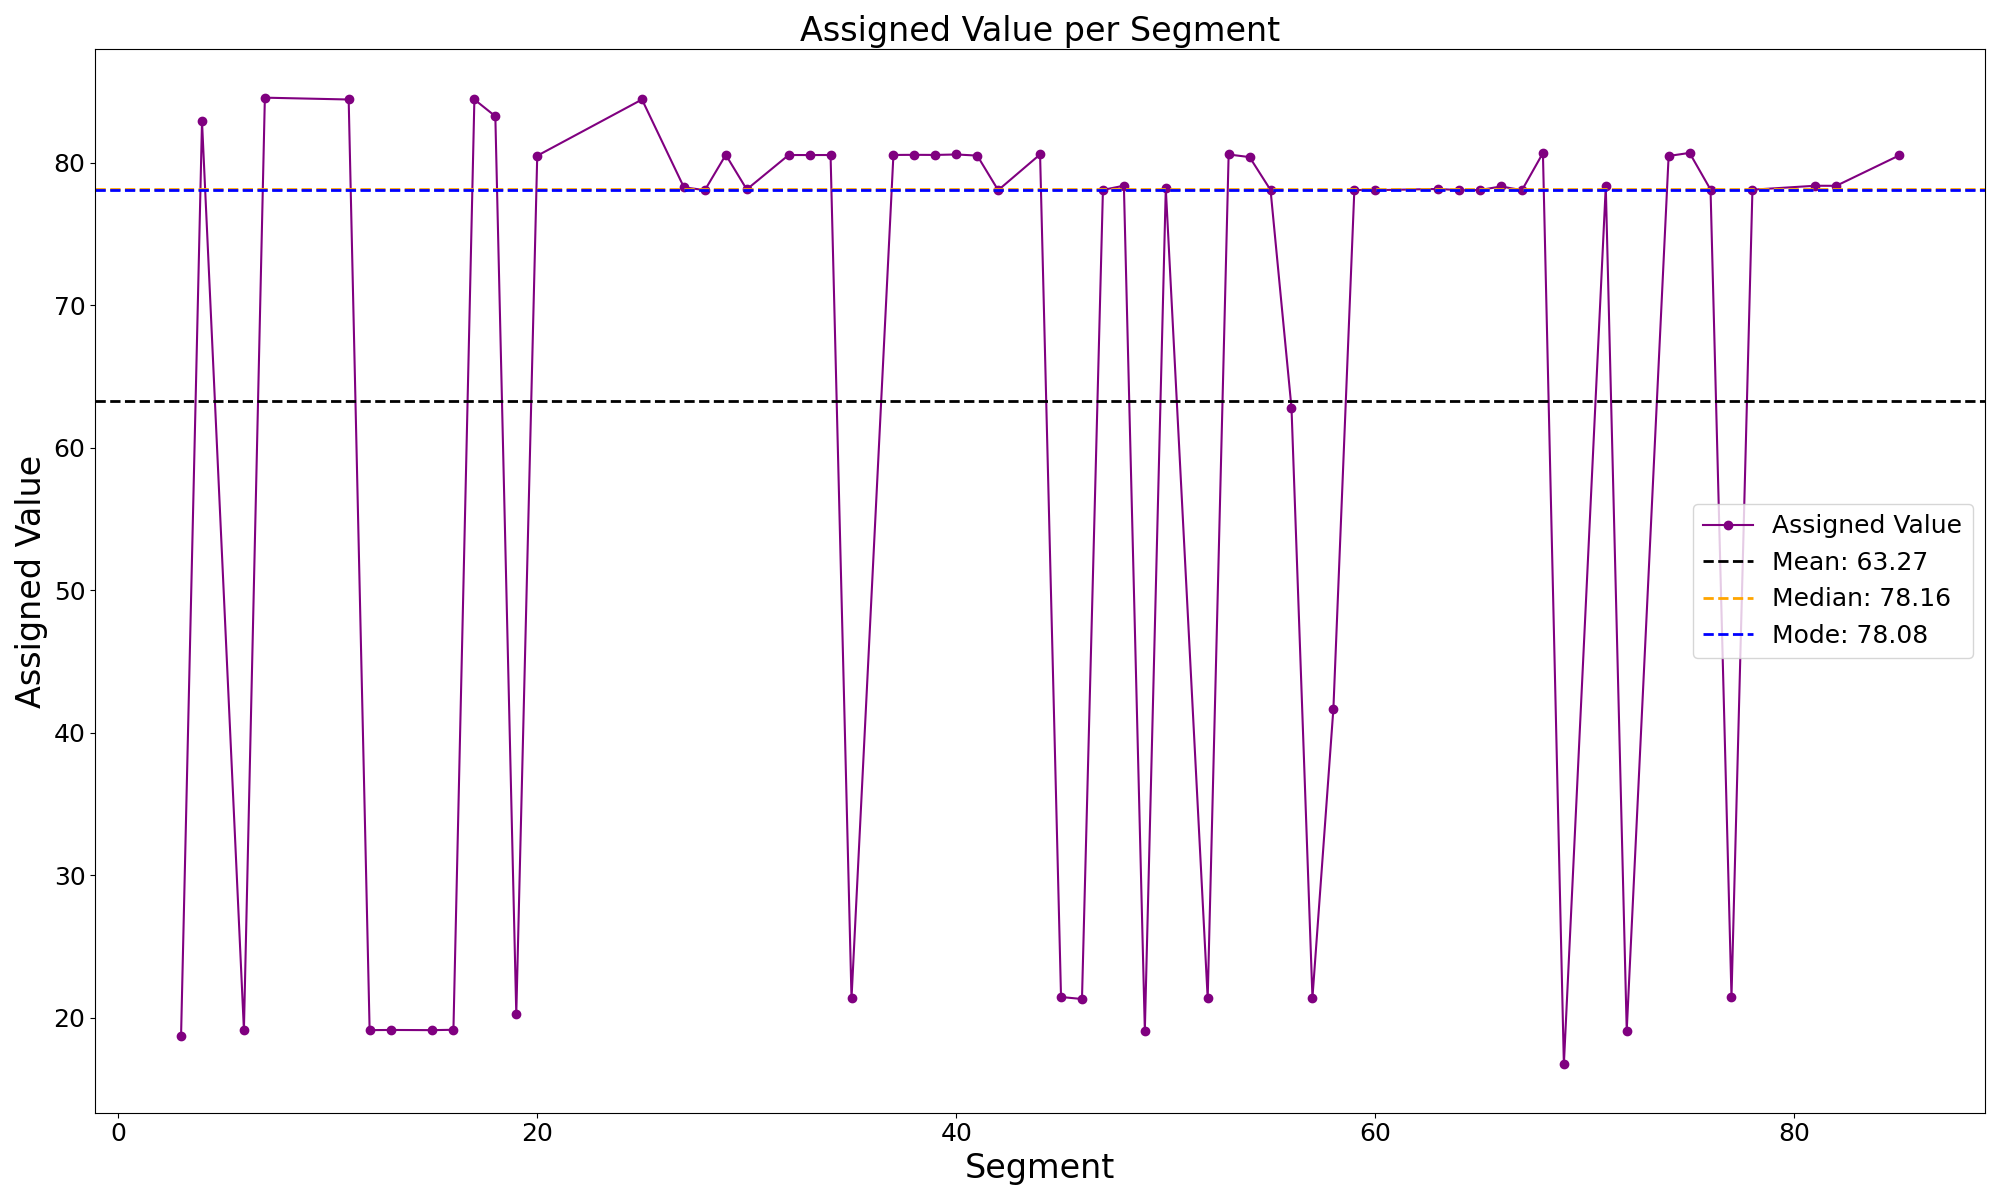 Assigned Value per Segment
Assigned Value
80
70
60
50
40
30
20
Assigned Value
Mean: 63.27
Median: 78.16
Mode: 78.08
0 20 40 60 80
Segment